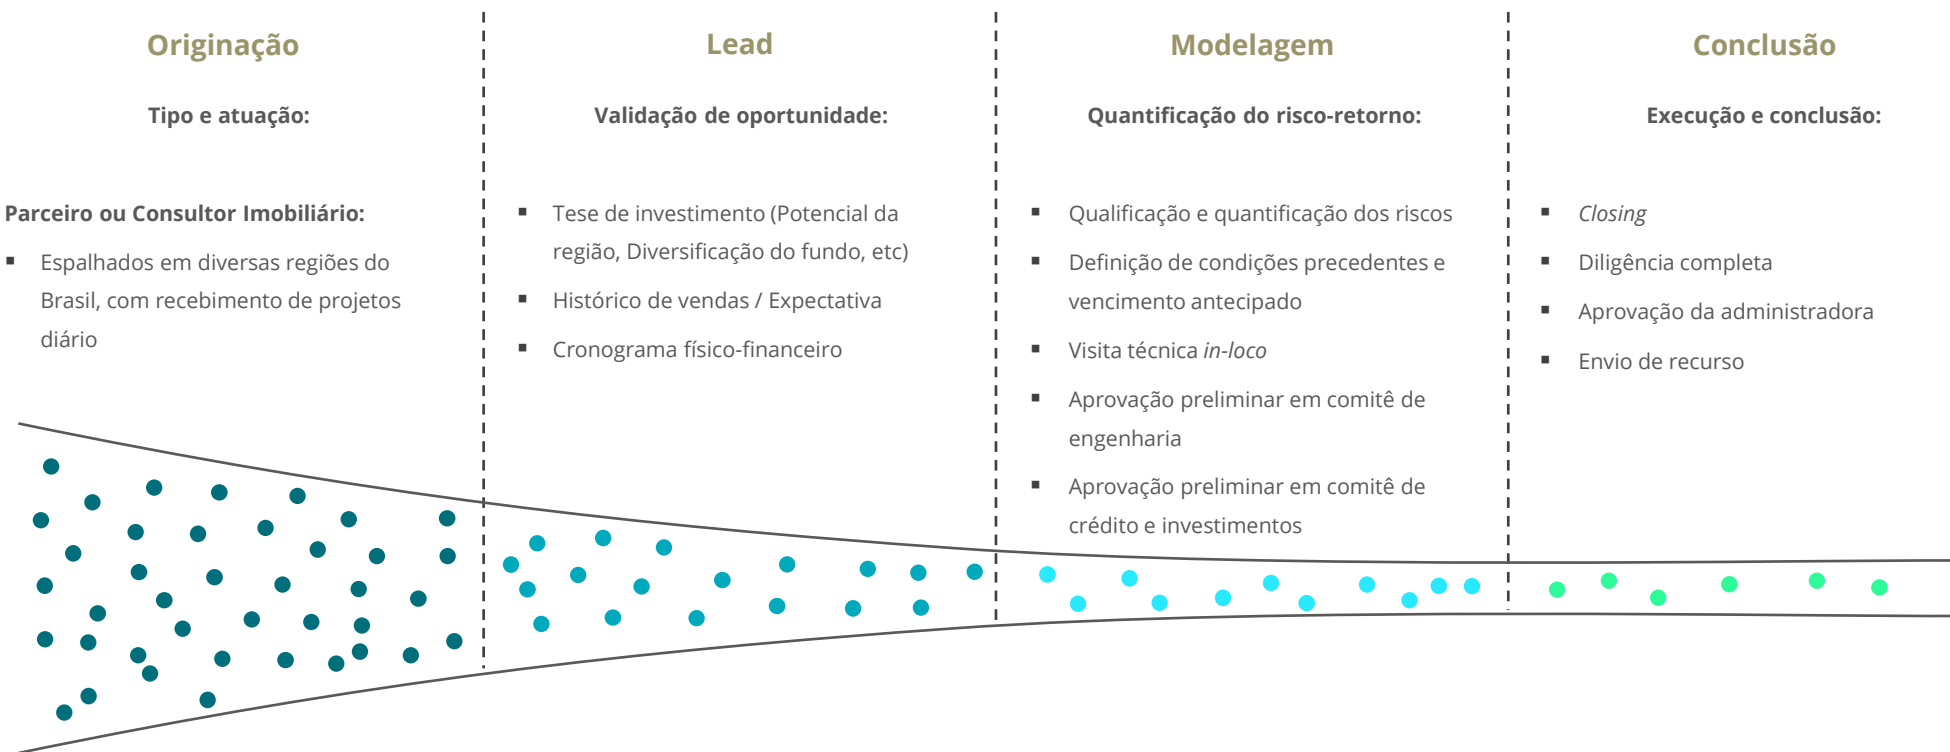 Originação
Tipo e atuação:
Parceiro ou Consultor Imobiliário:
▪ Espalhados em diversas regiões do
Brasil, com recebimento de projetos
diário
Lead
Validação de oportunidade:
▪ Tese de investimento (Potencial da
região, Diversificação do fundo, etc)
▪ Histórico de vendas / Expectativa
▪ Cronograma físico-financeiro
Modelagem
Quantificação do risco-retorno:
▪ Qualificação e quantificação dos riscos
▪ Definição de condições precedentes e
vencimento antecipado
▪ Visita técnica in-loco
▪ Aprovação preliminar em comitê de
engenharia
▪ Aprovação preliminar em comitê de
crédito e investimentos
Conclusão
Execução e conclusão:
▪ Closing
▪ Diligência completa
▪ Aprovação da administradora
▪ Envio de recurso